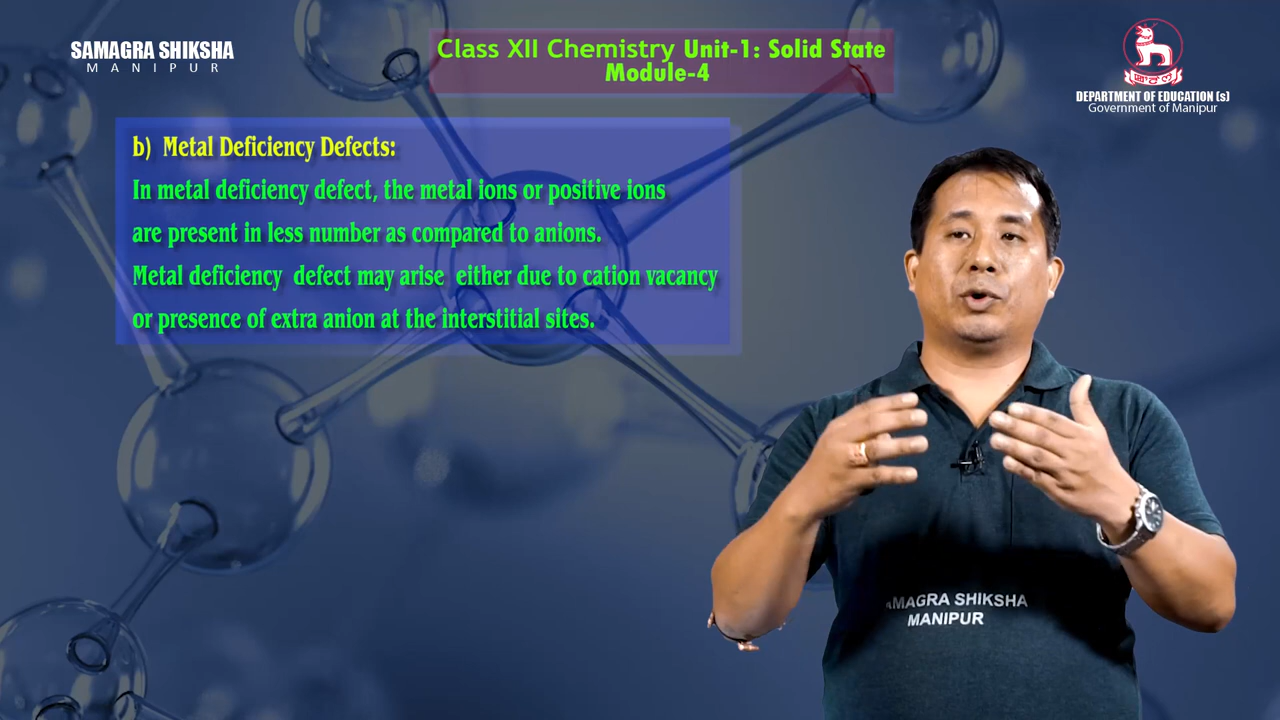 SAMAGRA SHIKSHA
MANIPUR
Class XII Chemistry Unit-1: Solid State
Module-4
DEPARTMENT OF EDUCATION (s)
Government of Manipur
b) Metal Deficiency Defects:
In metal deficiency defect, the metal ions or positive ions
are present in less number as compared to anions.
Metal deficiency defect may arise either due to cation vacancy
or presence of extra anion at the interstitial sites.
AMAGRA SHIKSHA
MANIPUR